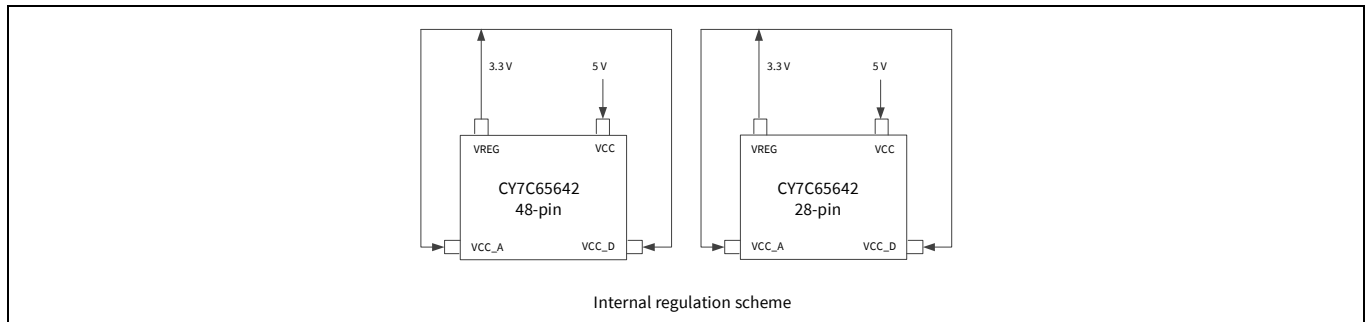 3.3 V
5 V
VREG
VCC
CY7C65642
48-pin
VCC_A
VCC_D
3.3 V
5 V
VREG
VCC
CY7C65642
28-pin
VCC_A
VCC_D
Internal regulation scheme